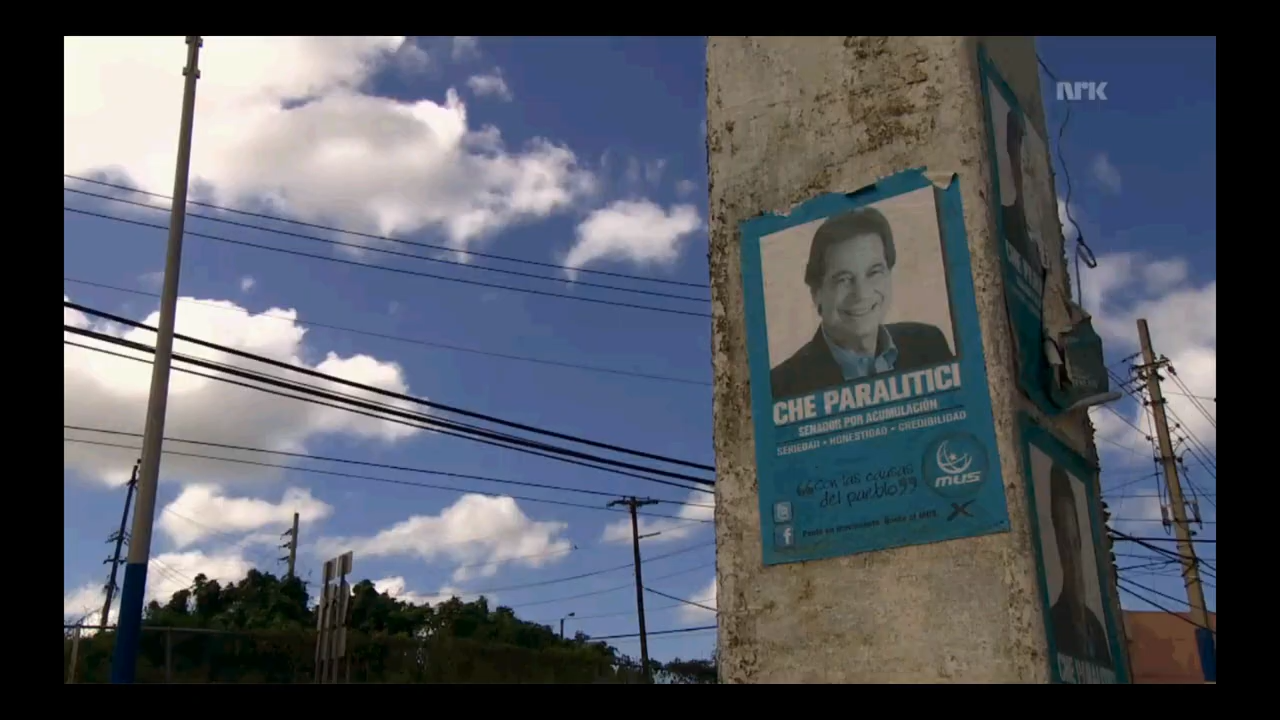 NRK
CHE PARALITICI
SENADOR POR ACUMULACIÓN
SERIEDAD • HONESTIDAD • CREDIBILIDAD
“Con las causas
del pueblo”
MUS
f
X